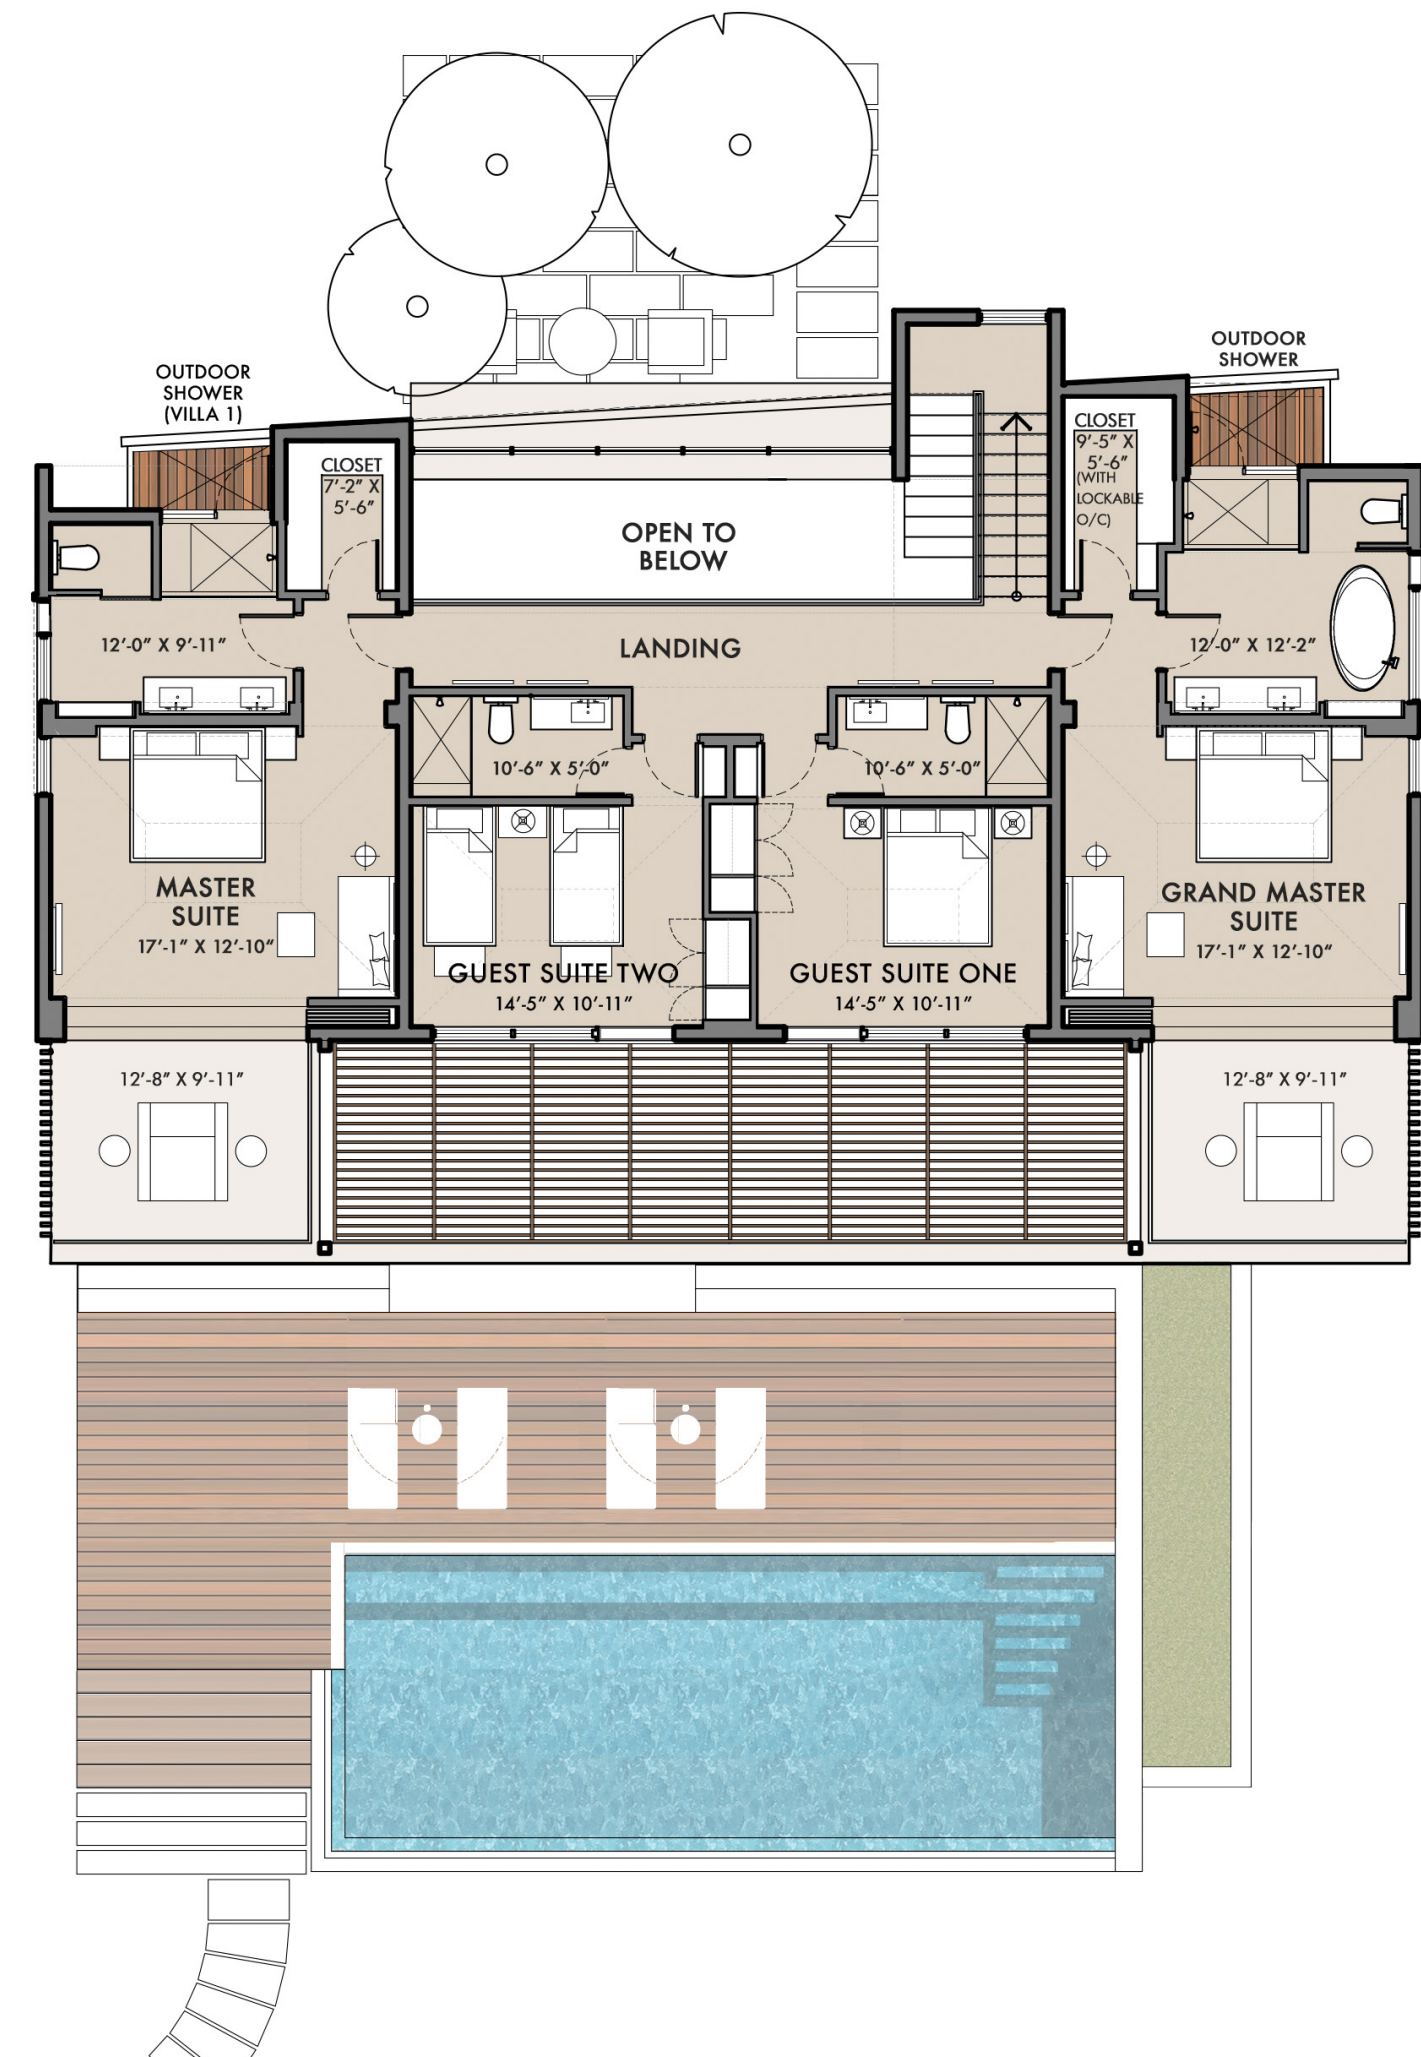 OUTDOOR
SHOWER
OUTDOOR
SHOWER
(VILLA 1)
CLOSET
9'-5" X
5'-6"
(WITH
LOCKABLE
O/C)
CLOSET
7'-2" X
5'-6"
OPEN TO
BELOW
12'-0" X 9'-11"
LANDING
12'-0" X 12'-2"
10'-6" X 5'-0"
10'-6" X 5'-0"
MASTER
SUITE
17'-1" X 12'-10"
GRAND MASTER
SUITE
17'-1" X 12'-10"
GUEST SUITE TWO
14'-5" X 10'-11"
GUEST SUITE ONE
14'-5" X 10'-11"
12'-8" X 9'-11"
12'-8" X 9'-11"